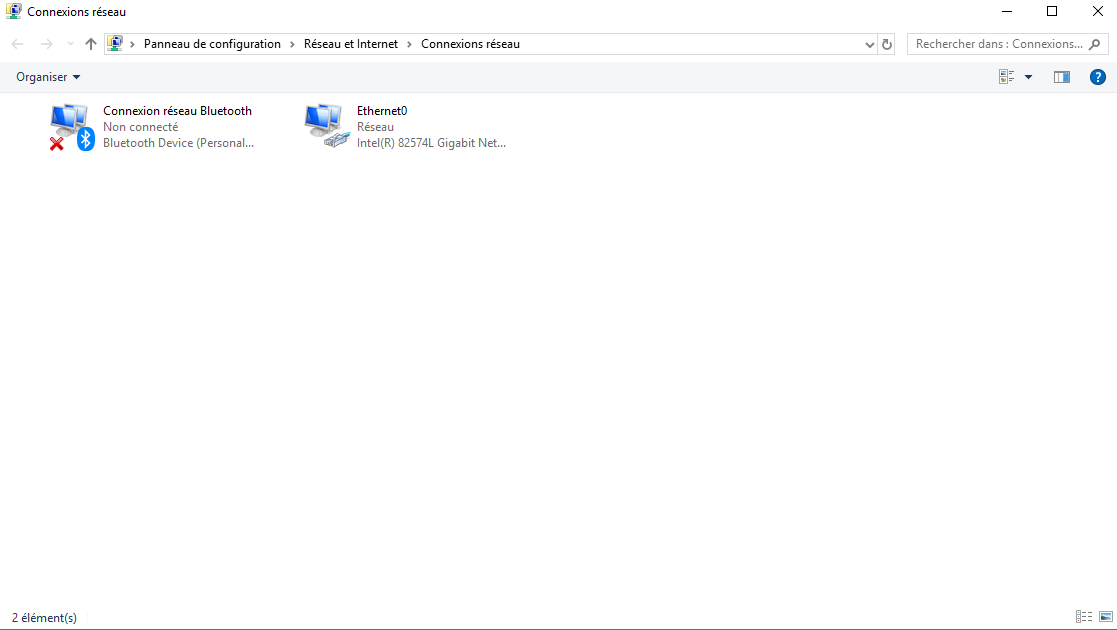 Connexions réseau
Panneau de configuration > Réseau et Internet > Connexions réseau
Rechercher dans : Connexions...
Organiser
Connexion réseau Bluetooth
Non connecté
Bluetooth Device (Personal...
Ethernet0
Réseau
Intel(R) 82574L Gigabit Net...
2 élément(s)